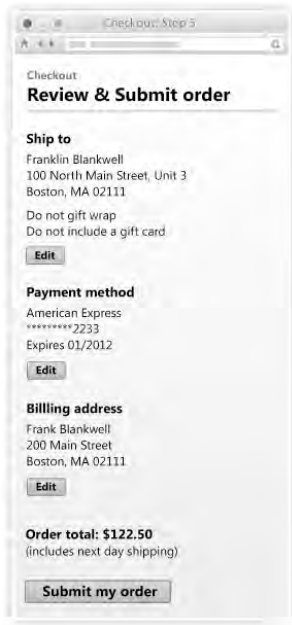 Checkout: Step 5
Checkout
Review & Submit order
Ship to
Franklin Blankwell
100 North Main Street, Unit 3
Boston, MA 02111
Do not gift wrap
Do not include a gift card
Edit
Payment method
American Express
*********2233
Expires 01/2012
Edit
Billling address
Frank Blankwell
200 Main Street
Boston, MA 02111
Edit
Order total: $122.50
(includes next day shipping)
Submit my order